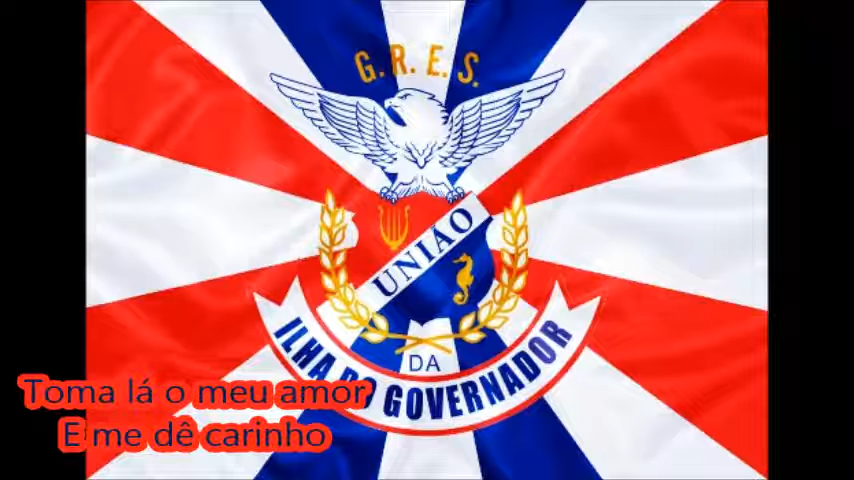 G.R.E.S.
UNIÃO
DA
ILHA DO GOVERNADOR
Toma lá o meu amor
E me dê carinho